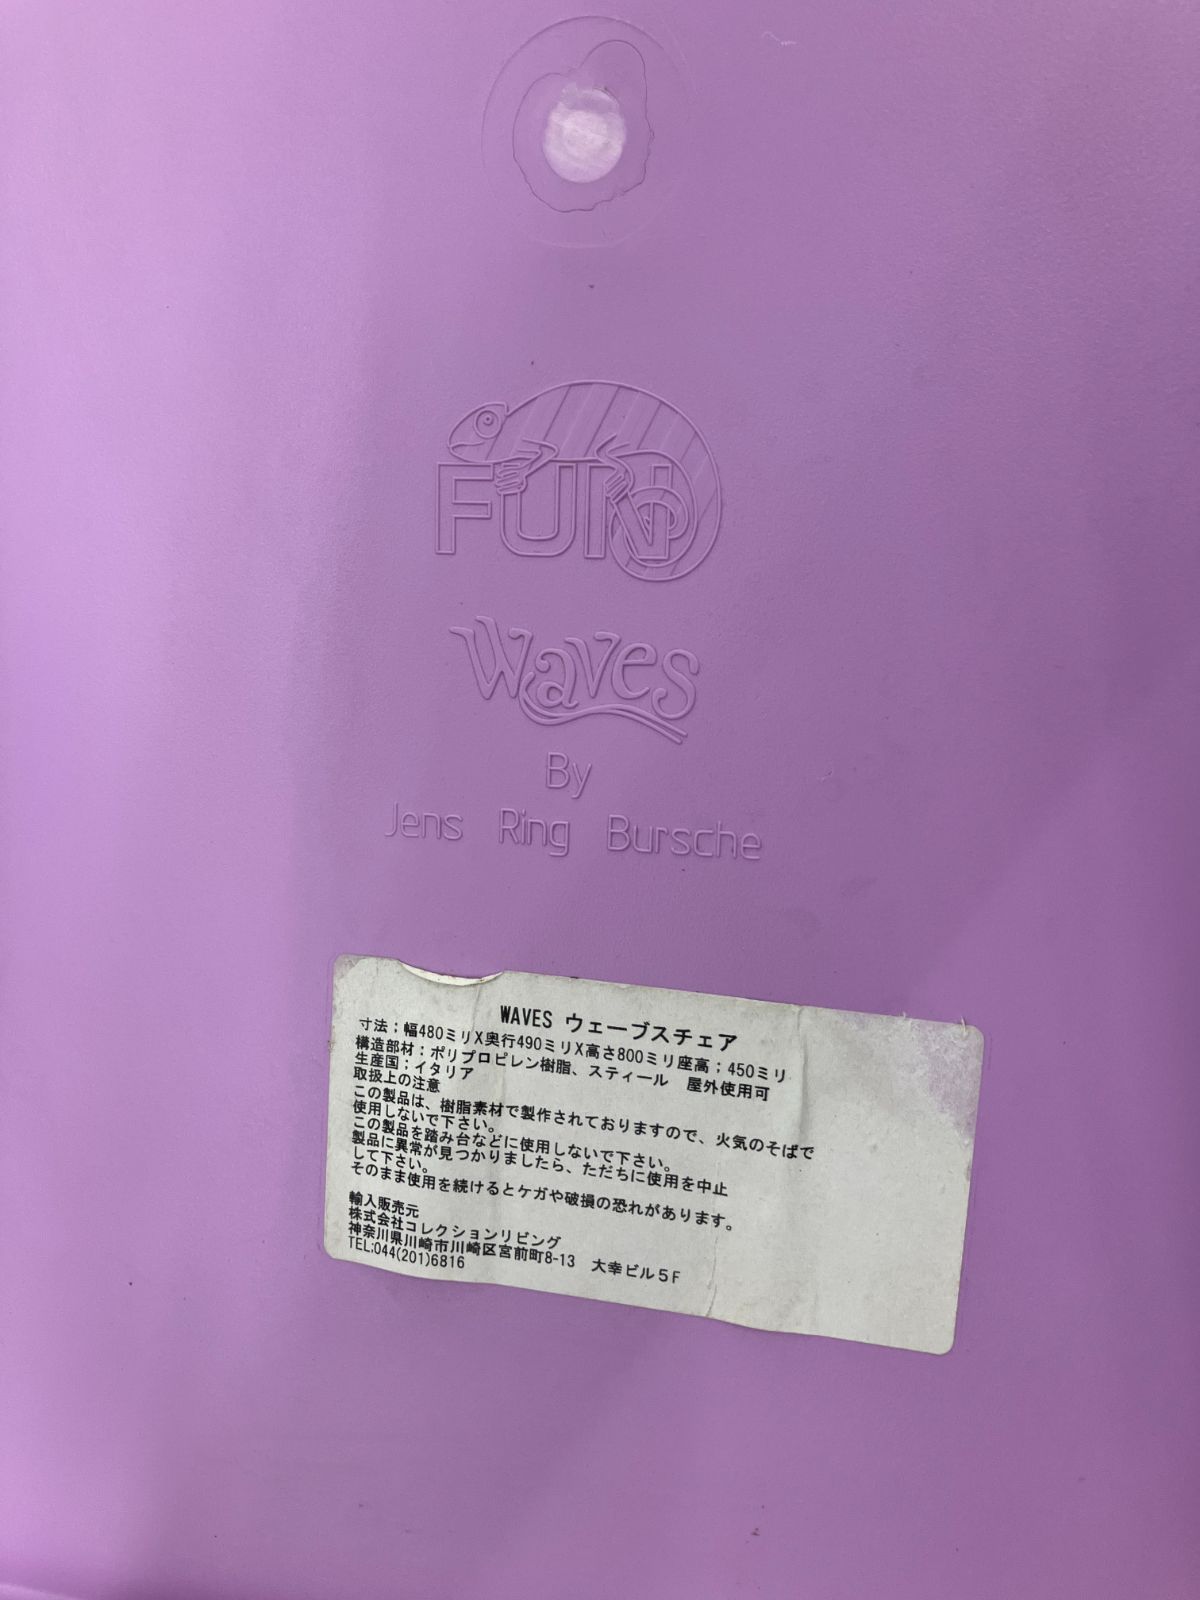 FUN
Waves
By
Jens Ring Bursche
WAVES ウェーブスチェア
寸法；幅480ミリX奥行490ミリX高さ800ミリ座高；450ミリ
構造部材；ポリプロピレン樹脂、スティール　屋外使用可
生産国；イタリア
取扱上の注意
この製品は、樹脂素材で製作されておりますので、火気のそばで
使用しないで下さい。
この製品を踏み台などに使用しないで下さい。
製品に異常が見つかりましたら、ただちに使用を中止
して下さい。
そのまま使用を続けるとケガや破損の恐れがあります。
輸入販売元
株式会社コレクションリビング
神奈川県川崎市川崎区宮前町8-13　大幸ビル５F
TEL:044(201)6816